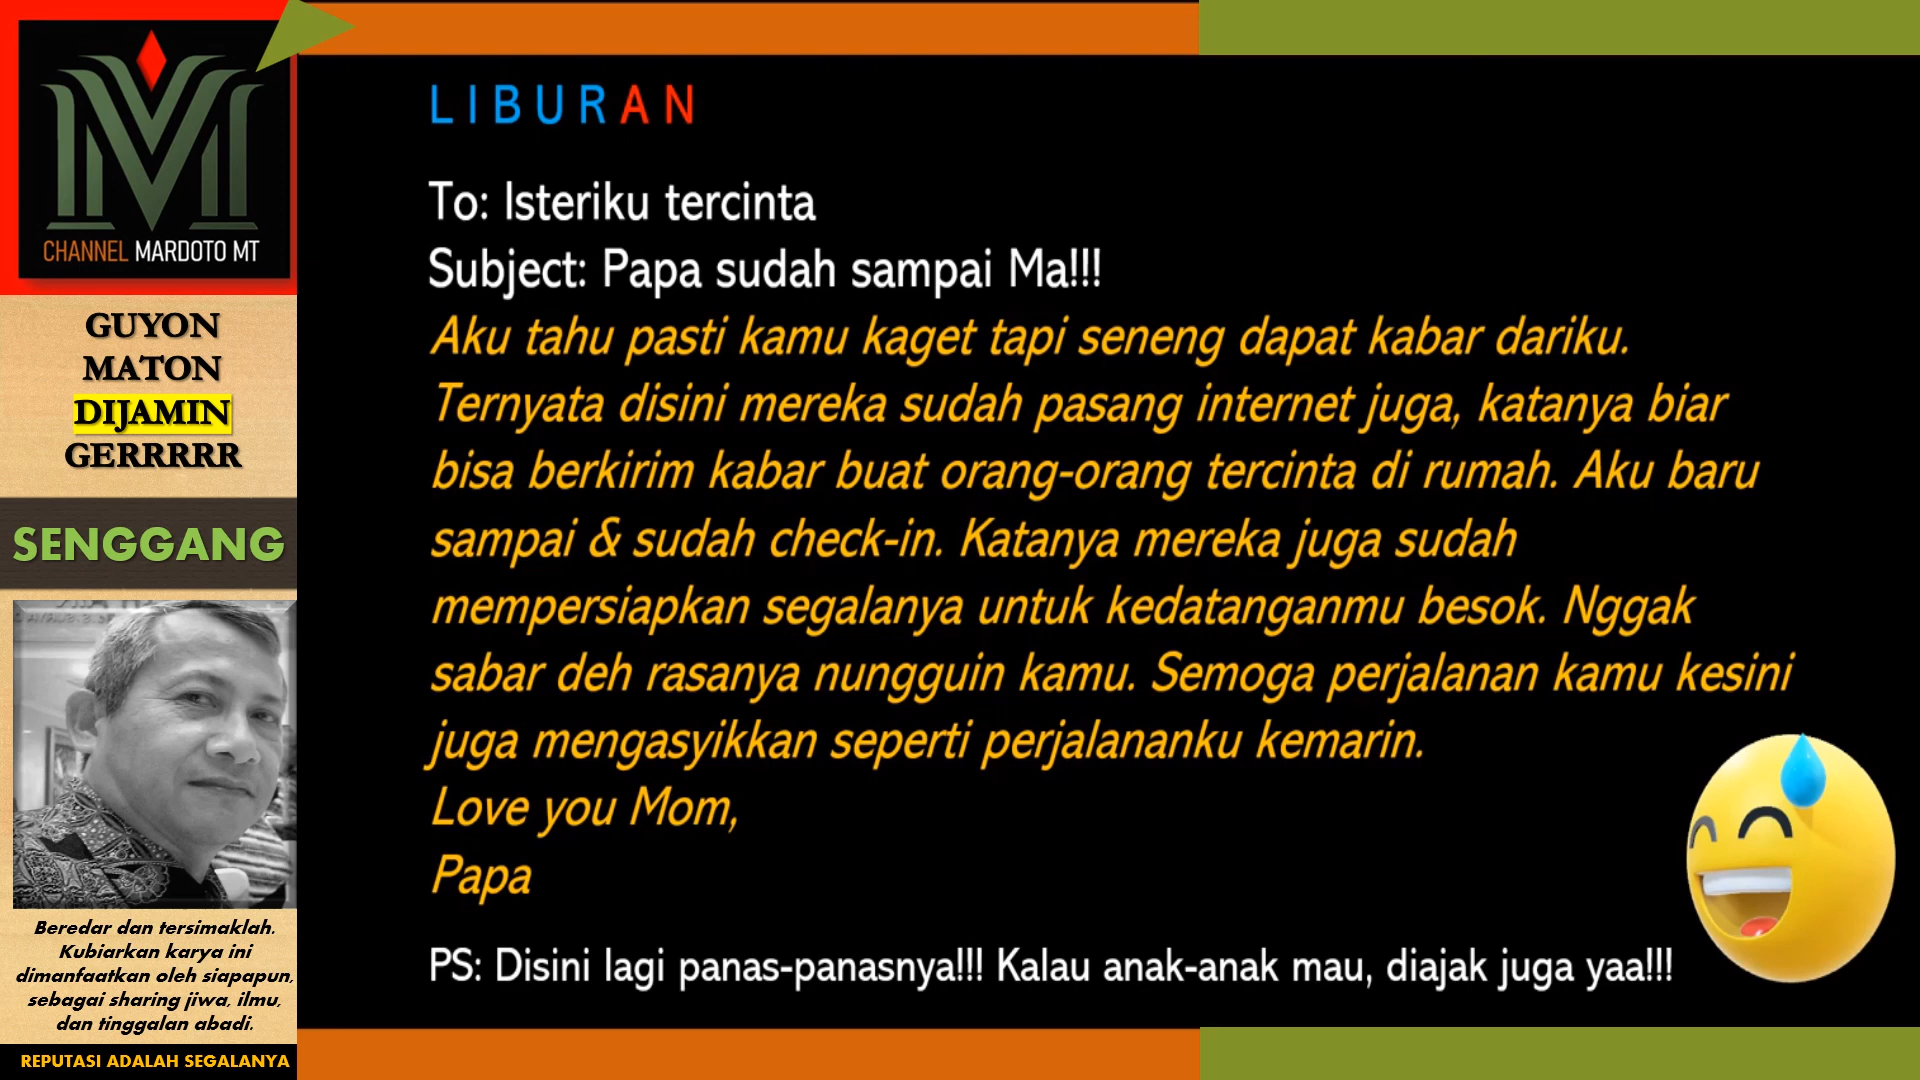 CHANNEL MARDOTO MT
GUYON
MATON
DIJAMIN
GERRRRR
SENGGANG
Beredar dan tersimaklah.
Kubiarkan karya ini
dimanfaatkan oleh siapapun,
sebagai sharing jiwa, ilmu,
dan tinggalan abadi.
REPUTASI ADALAH SEGALANYA
LIBURAN
To: Isteriku tercinta
Subject: Papa sudah sampai Ma!!!
Aku tahu pasti kamu kaget tapi seneng dapat kabar dariku.
Ternyata disini mereka sudah pasang internet juga, katanya biar
bisa berkirim kabar buat orang-orang tercinta di rumah. Aku baru
sampai & sudah check-in. Katanya mereka juga sudah
mempersiapkan segalanya untuk kedatanganmu besok. Nggak
sabar deh rasanya nungguin kamu. Semoga perjalanan kamu kesini
juga mengasyikkan seperti perjalananku kemarin.
Love you Mom,
Papa
PS: Disini lagi panas-panasnya!!! Kalau anak-anak mau, diajak juga yaa!!!